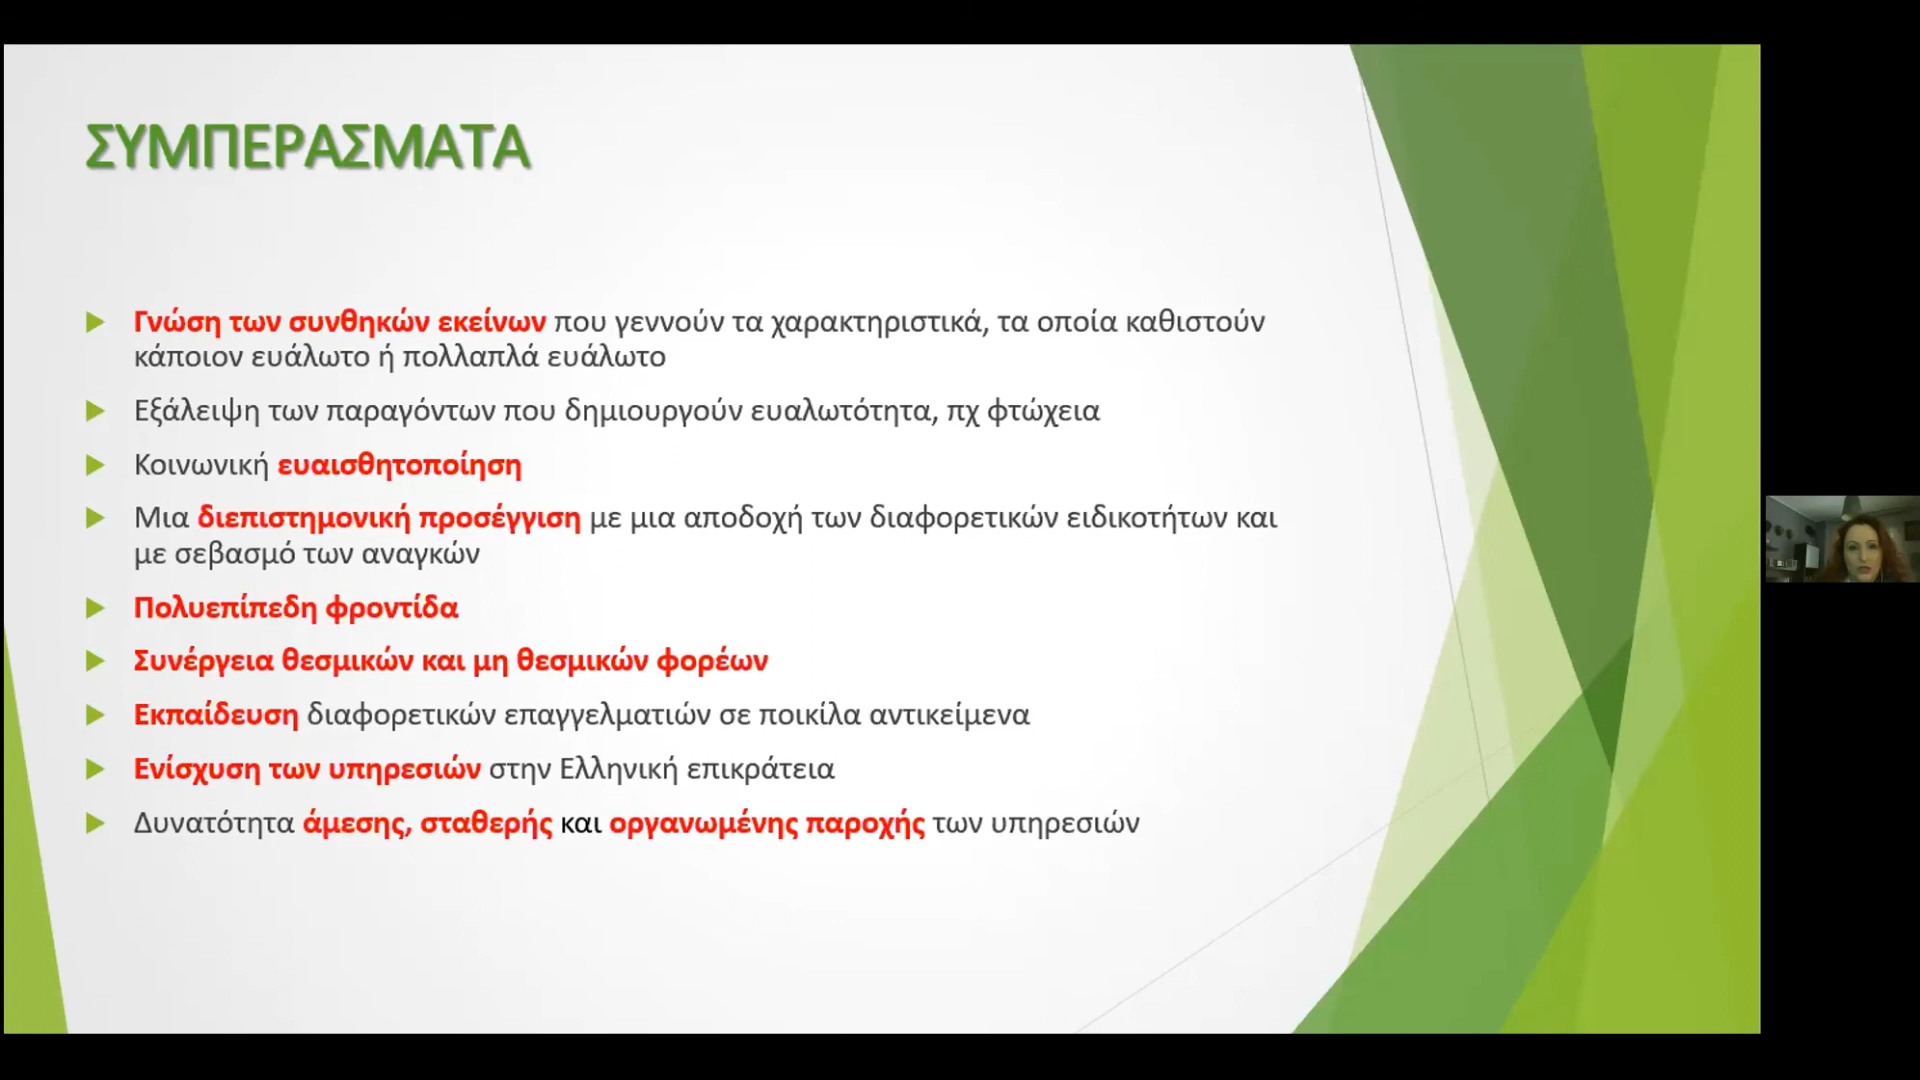 ΣΥΜΠΕΡΑΣΜΑΤΑ
Γνώση των συνθηκών εκείνων που γεννούν τα χαρακτηριστικά, τα οποία καθιστούν
κάποιον ευάλωτο ή πολλαπλά ευάλωτο
Εξάλειψη των παραγόντων που δημιουργούν ευαλωτότητα, πχ φτώχεια
Κοινωνική ευαισθητοποίηση
Μια διεπιστημονική προσέγγιση με μια αποδοχή των διαφορετικών ειδικοτήτων και
με σεβασμό των αναγκών
Πολυεπίπεδη φροντίδα
Συνέργεια θεσμικών και μη θεσμικών φορέων
Εκπαίδευση διαφορετικών επαγγελματιών σε ποικίλα αντικείμενα
Ενίσχυση των υπηρεσιών στην Ελληνική επικράτεια
Δυνατότητα άμεσης, σταθερής και οργανωμένης παροχής των υπηρεσιών